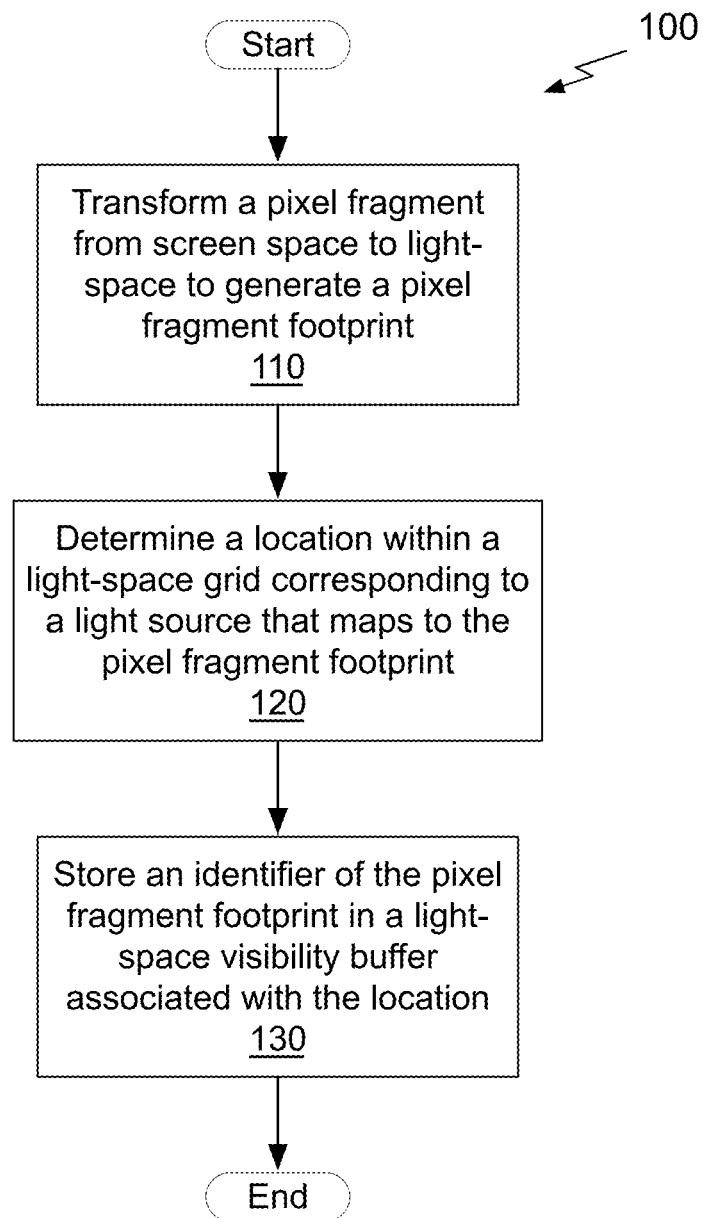 Start
100
Transform a pixel fragment
from screen space to light-
space to generate a pixel
fragment footprint
110
Determine a location within a
light-space grid corresponding to
a light source that maps to the
pixel fragment footprint
120
Store an identifier of the pixel
fragment footprint in a light-
space visibility buffer
associated with the location
130
End